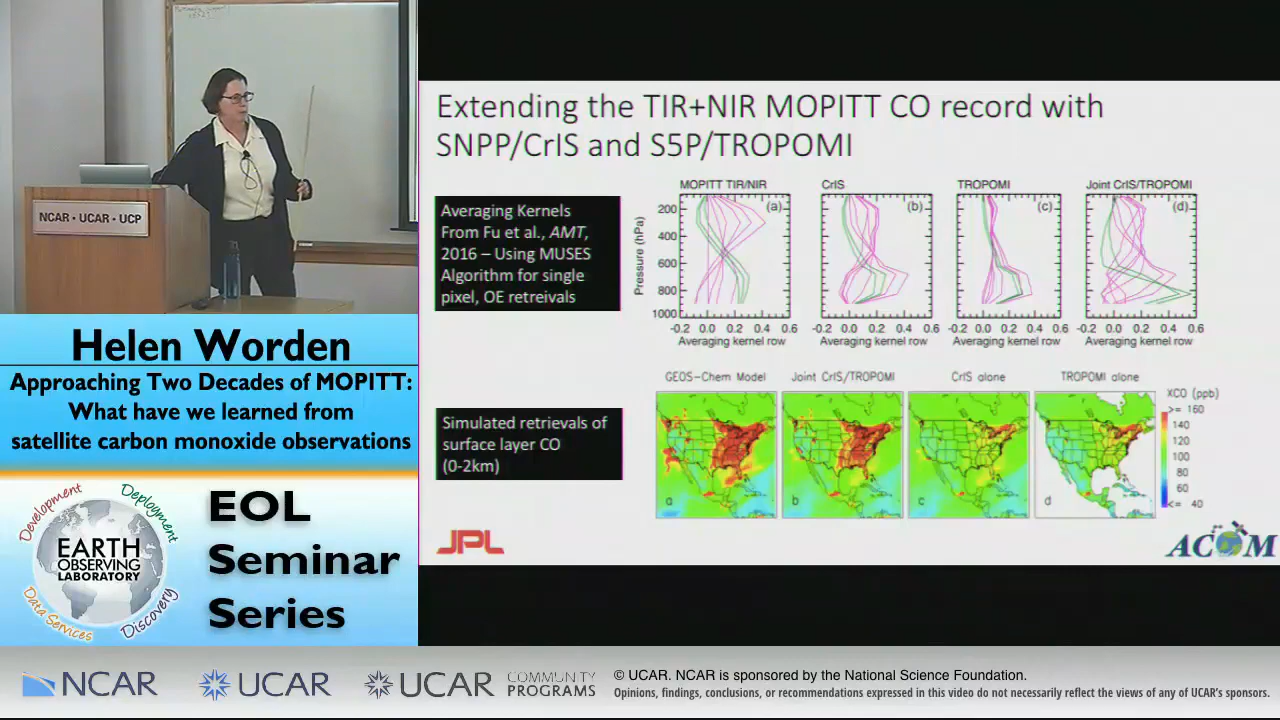 NCAR • UCAR • UCP
Helen Worden
Approaching Two Decades of MOPITT:
What have we learned from
satellite carbon monoxide observations
Development
Deployment
EARTH
OBSERVING
LABORATORY
Data Services
Discovery
EOL
Seminar
Series
Extending the TIR+NIR MOPITT CO record with
SNPP/CrIS and S5P/TROPOMI
Averaging Kernels
From Fu et al., AMT,
2016 – Using MUSES
Algorithm for single
pixel, OE retreivals
MOPITT TIR/NIR
CrIS
TROPOMI
Joint CrIS/TROPOMI
(a)
(b)
(c)
(d)
Pressure (hPa)
200
400
600
800
1000
-0.2 0.0 0.2 0.4 0.6
-0.2 0.0 0.2 0.4 0.6
-0.2 0.0 0.2 0.4 0.6
-0.2 0.0 0.2 0.4 0.6
Averaging kernel row
Averaging kernel row
Averaging kernel row
Averaging kernel row
Simulated retrievals of
surface layer CO
(0-2km)
GEOS-Chem Model
Joint CrIS/TROPOMI
CrIS alone
TROPOMI alone
a
b
c
d
XCO (ppb)
>= 160
140
120
100
80
60
<= 40
JPL
ACOM
NCAR
UCAR
UCAR
COMMUNITY
PROGRAMS
© UCAR. NCAR is sponsored by the National Science Foundation.
Opinions, findings, conclusions, or recommendations expressed in this video do not necessarily reflect the views of any of UCAR's sponsors.